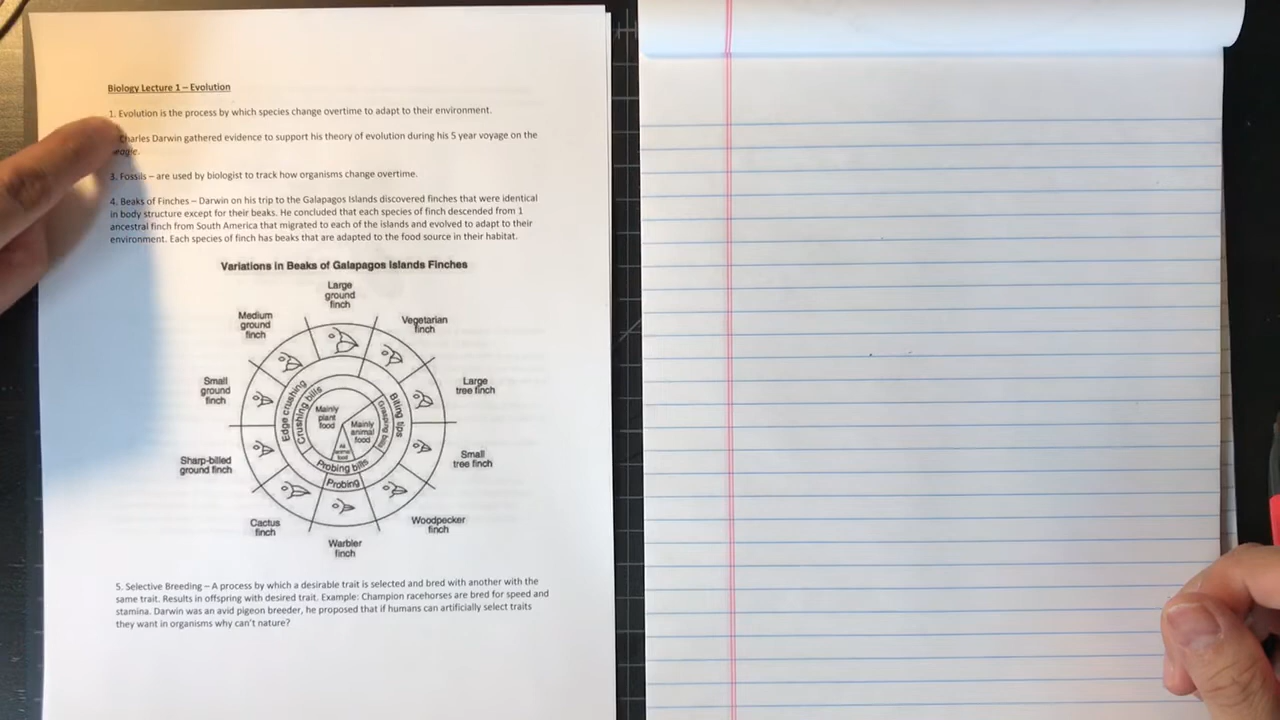 Biology Lecture 1 – Evolution
1. Evolution is the process by which species change overtime to adapt to their environment.
Charles Darwin gathered evidence to support his theory of evolution during his 5 year voyage on the
eagle.
3. Fossils – are used by biologist to track how organisms change overtime.
4. Beaks of Finches – Darwin on his trip to the Galapagos Islands discovered finches that were identical
in body structure except for their beaks. He concluded that each species of finch descended from 1
ancestral finch from South America that migrated to each of the islands and evolved to adapt to their
environment. Each species of finch has beaks that are adapted to the food source in their habitat.
Variations in Beaks of Galapagos Islands Finches
Large
ground
finch
Medium
ground
finch
Vegetarian
finch
Small
ground
finch
Large
tree finch
Edge crushing
Crushing bills
Mainly
plant
food
Mainly
animal
food
All
animal
food
Grasping bills
Biting tips
Probing bills
Probing
Sharp-billed
ground finch
Small
tree finch
Cactus
finch
Woodpecker
finch
Warbler
finch
5. Selective Breeding – A process by which a desirable trait is selected and bred with another with the
same trait. Results in offspring with desired trait. Example: Champion racehorses are bred for speed and
stamina. Darwin was an avid pigeon breeder, he proposed that if humans can artificially select traits
they want in organisms why can't nature?